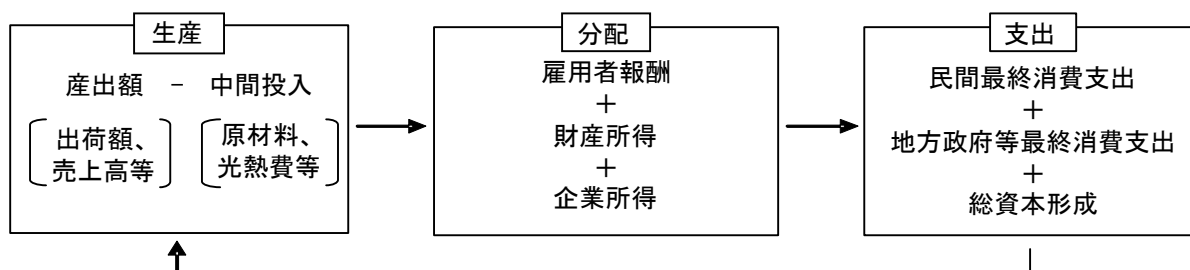 生産
産出額 － 中間投入
出荷額、
売上高等
原材料、
光熱費等
分配
雇用者報酬
＋
財産所得
＋
企業所得
支出
民間最終消費支出
＋
地方政府等最終消費支出
＋
総資本形成